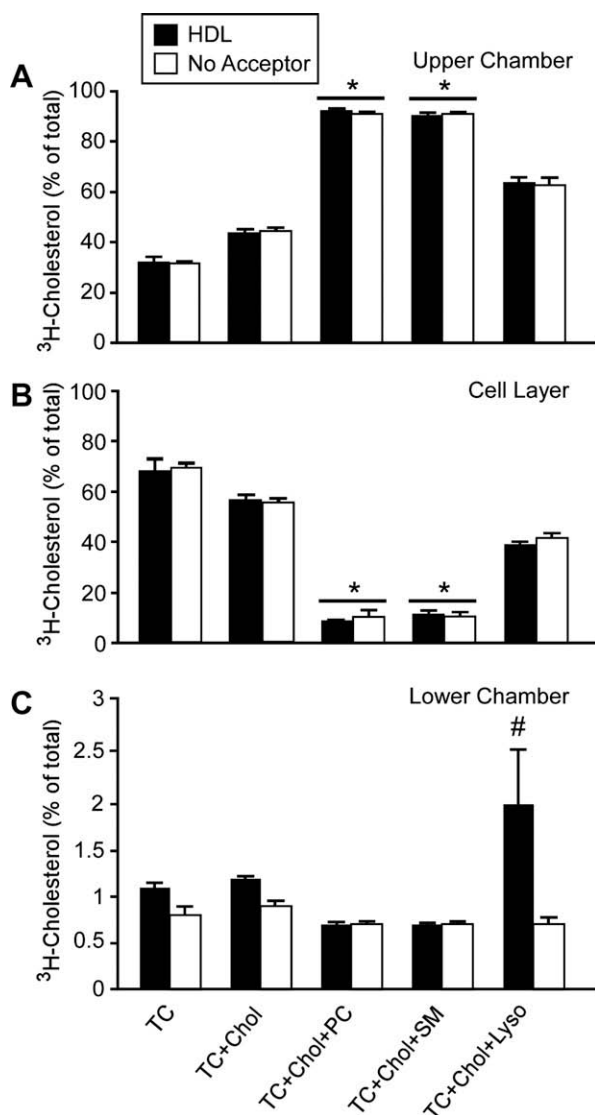 HDL
No Acceptor
A
Upper Chamber
³H-Cholesterol (% of total)
100
80
60
40
20
0
*
*
B
Cell Layer
³H-Cholesterol (% of total)
100
80
60
40
20
0
*
*
C
Lower Chamber
³H-Cholesterol (% of total)
3
2.5
2
1.5
1
0.5
0
#
TC
TC+Chol
TC+Chol+PC
TC+Chol+SM
TC+Chol+Lyso